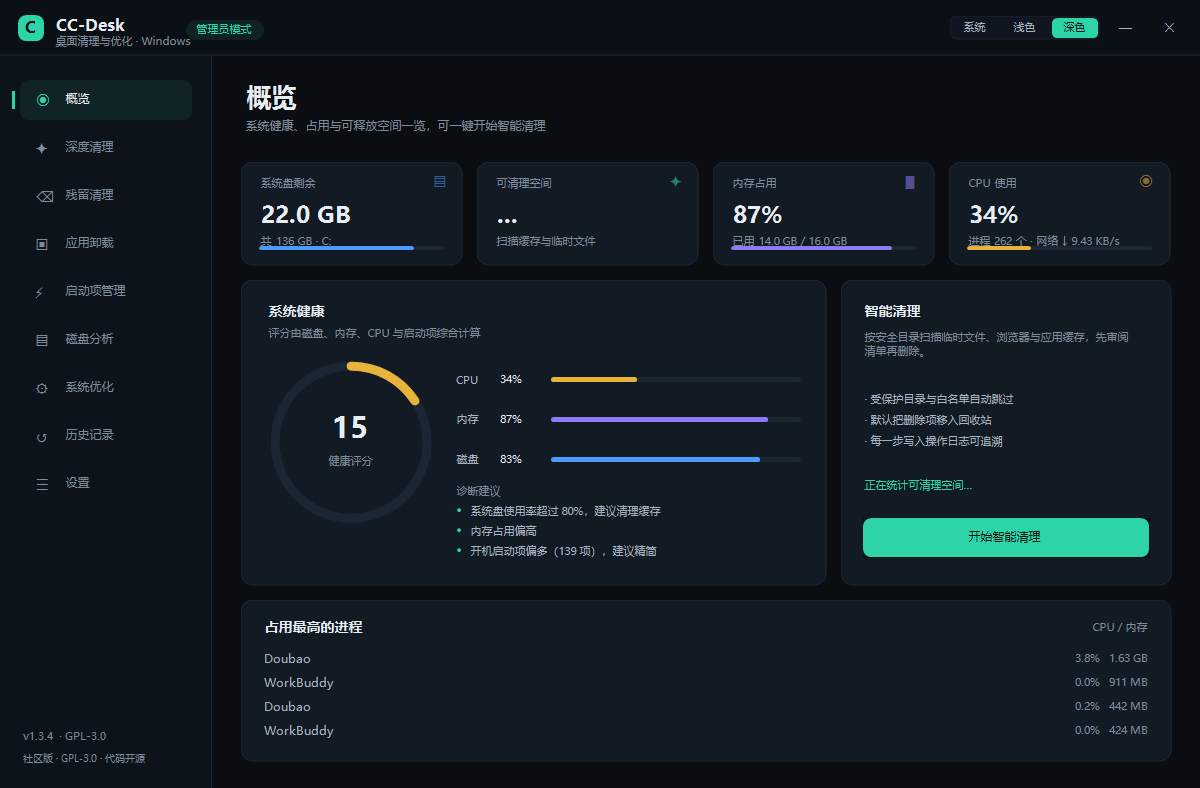 C CC-Desk
桌面清理与优化 · Windows
管理员模式
系统 浅色 深色
概览
深度清理
残留清理
应用卸载
启动项管理
磁盘分析
系统优化
历史记录
设置
v1.3.4 · GPL-3.0
社区版 · GPL-3.0 · 代码开源
概览
系统健康、占用与可释放空间一览，可一键开始智能清理
系统盘剩余
22.0 GB
共 136 GB · C:
可清理空间
...
扫描缓存与临时文件
内存占用
87%
已用 14.0 GB / 16.0 GB
CPU 使用
34%
进程 262 个 · 网络 ↓ 9.43 KB/s
系统健康
评分由磁盘、内存、CPU 与启动项综合计算
15
健康评分
CPU 34%
内存 87%
磁盘 83%
诊断建议
• 系统盘使用率超过 80%，建议清理缓存
• 内存占用偏高
• 开机启动项偏多（139 项），建议精简
智能清理
按安全目录扫描临时文件、浏览器与应用缓存，先审阅
清单再删除。
· 受保护目录与白名单自动跳过
· 默认把删除项移入回收站
· 每一步写入操作日志可追溯
正在统计可清理空间...
开始智能清理
占用最高的进程 CPU / 内存
Doubao 3.8% 1.63 GB
WorkBuddy 0.0% 911 MB
Doubao 0.2% 442 MB
WorkBuddy 0.0% 424 MB